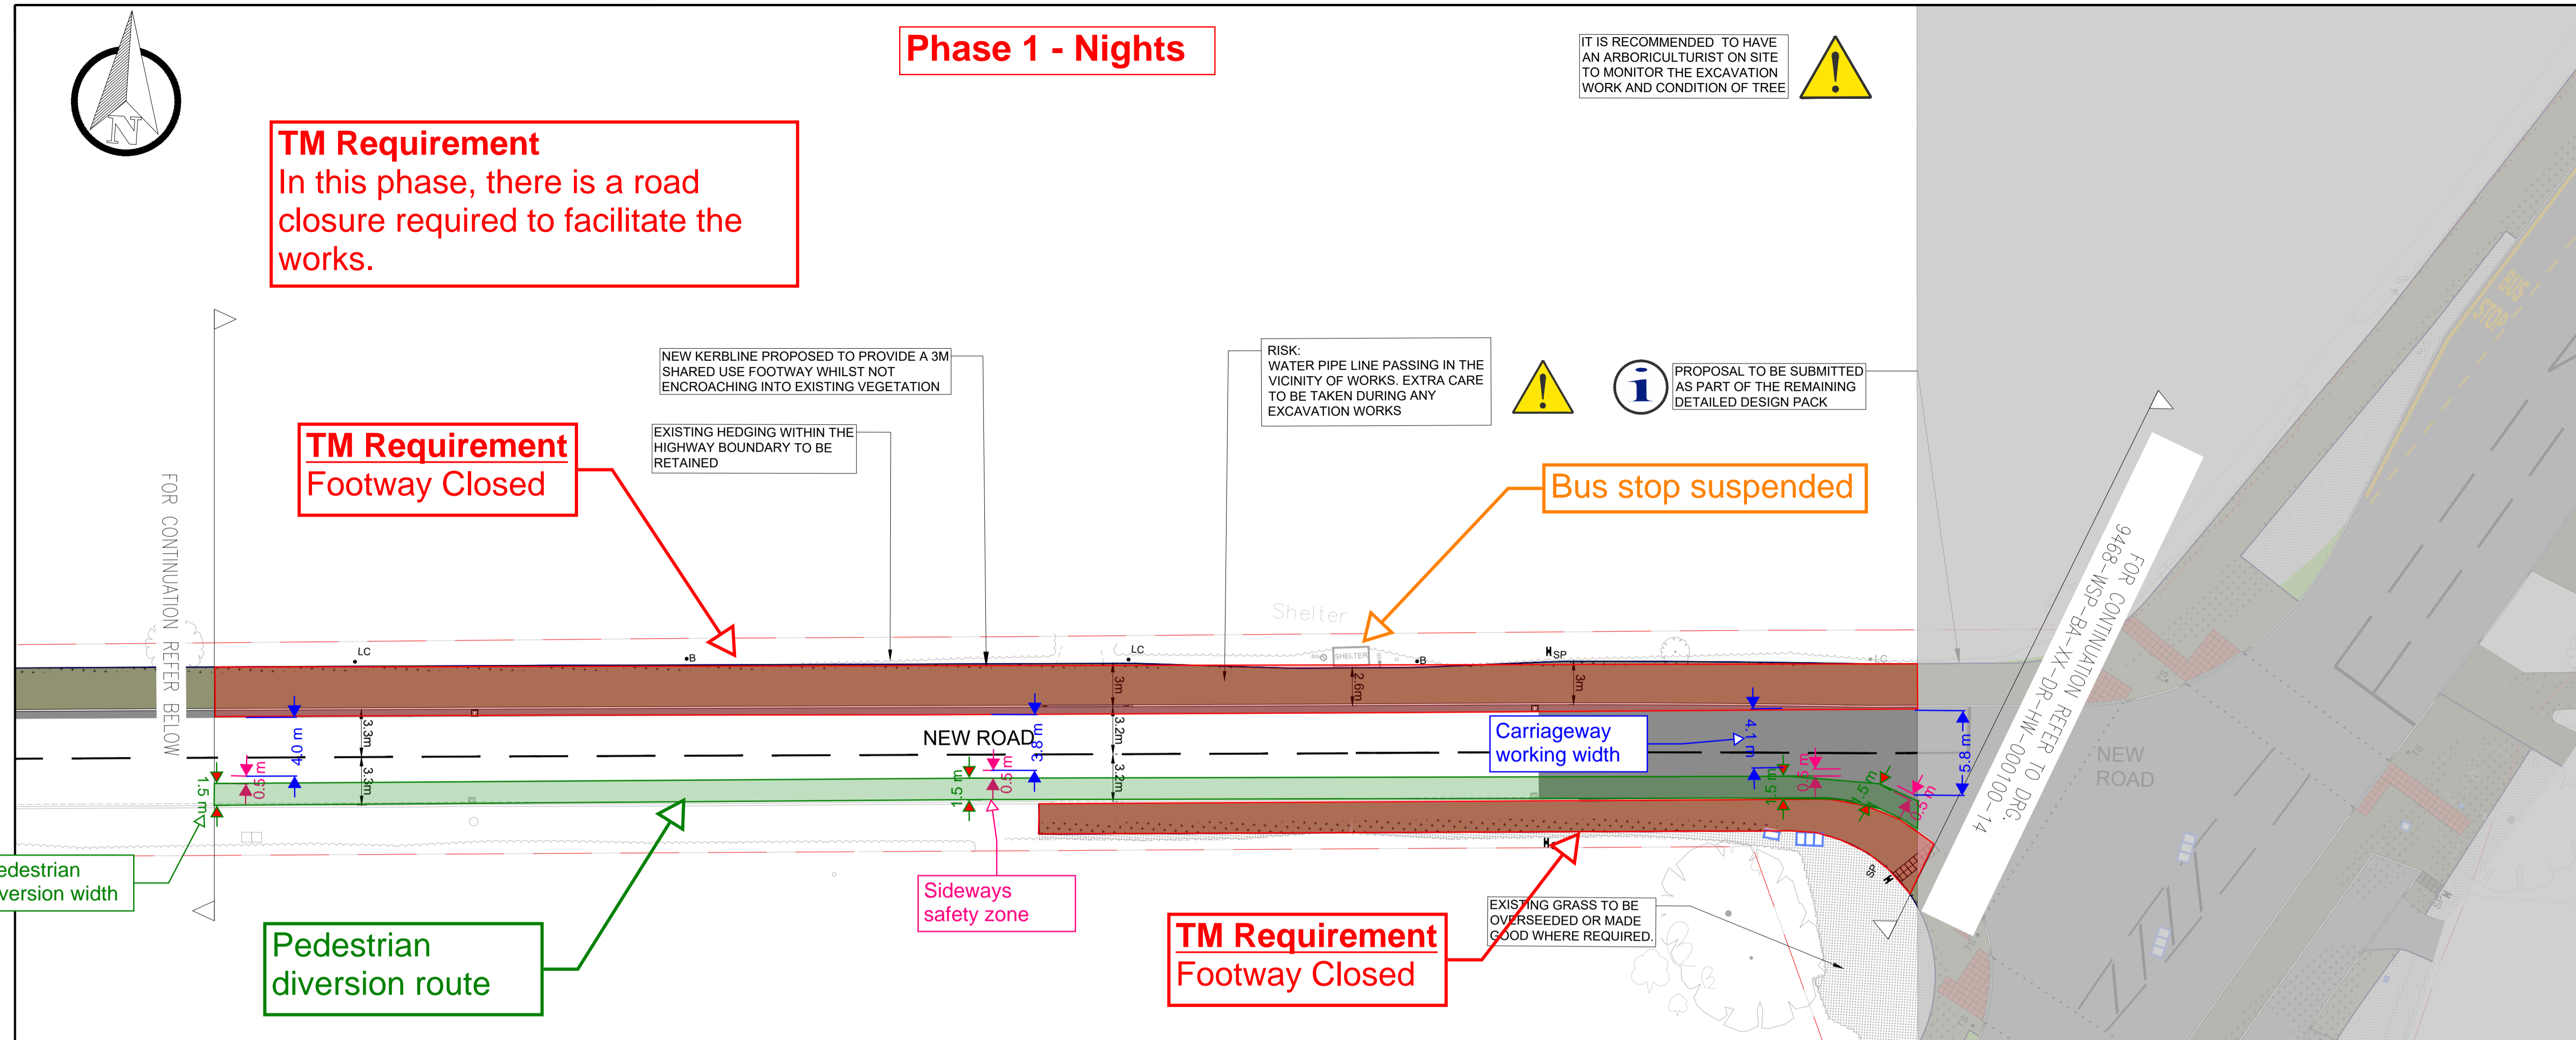 Phase 1 - Nights
IT IS RECOMMENDED TO HAVE
AN ARBORICULTURIST ON SITE
TO MONITOR THE EXCAVATION
WORK AND CONDITION OF TREE
N
TM Requirement
In this phase, there is a road
closure required to facilitate the
works.
NEW KERBLINE PROPOSED TO PROVIDE A 3M
SHARED USE FOOTWAY WHILST NOT
ENCROACHING INTO EXISTING VEGETATION
RISK:
WATER PIPE LINE PASSING IN THE
VICINITY OF WORKS. EXTRA CARE
TO BE TAKEN DURING ANY
EXCAVATION WORKS
PROPOSAL TO BE SUBMITTED
AS PART OF THE REMAINING
DETAILED DESIGN PACK
TM Requirement
Footway Closed
EXISTING HEDGING WITHIN THE
HIGHWAY BOUNDARY TO BE
RETAINED
Bus stop suspended
BUS
STOP
FOR CONTINUATION REFER BELOW
FOR CONTINUATION REFER TO DRG.
9468-WSP-BA-XX-DR-HW-000100-14
Shelter
SHELTER
LC
B
LC
B
SP
LC
3m
2.6m
3m
4.0 m
3.3m
3.8 m
3.2m
NEW ROAD
Carriageway
working width
4.1 m
5.8 m
NEW
ROAD
1.5 m
0.5 m
3.3m
1.5 m
0.5 m
3.2m
1.5 m
0.5 m
1.5 m
0.5 m
edestrian
version width
Sideways
safety zone
Pedestrian
diversion route
TM Requirement
Footway Closed
EXISTING GRASS TO BE
OVERSEEDED OR MADE
GOOD WHERE REQUIRED.
SP
TS
TS